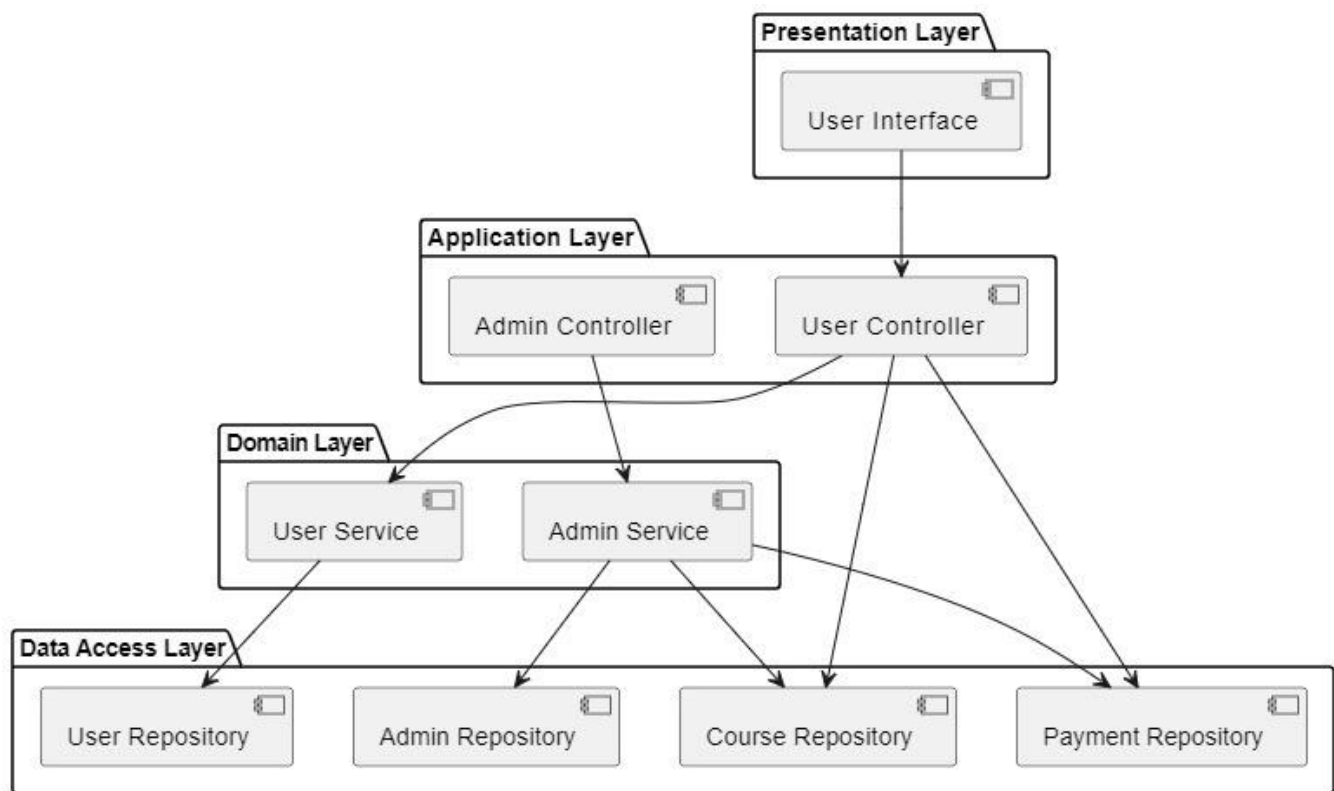 Presentation Layer
User Interface
Application Layer
Admin Controller
User Controller
Domain Layer
User Service
Admin Service
Data Access Layer
User Repository
Admin Repository
Course Repository
Payment Repository